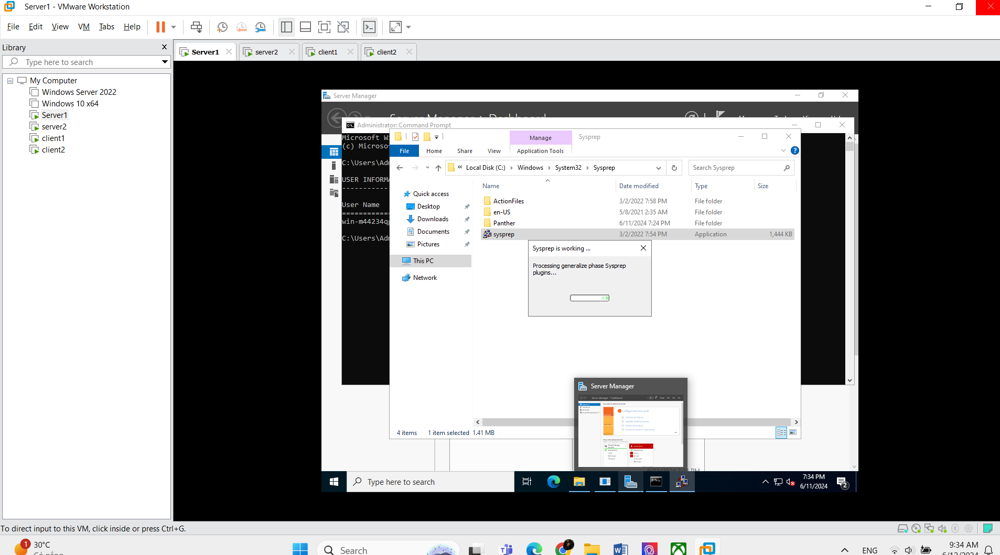 Server1 - VMware Workstation
File Edit View VM Tabs Help
Library
Type here to search
My Computer
Windows Server 2022
Windows 10 x64
Server1
server2
client1
client2
Server1 server2 client1 client2
Server Manager
Server Manager Dashboard
Administrator: Command Prompt
Microsoft
(c)
C:\Users\
USER
------------
User Name
============
C:\Users\
Manage Sysprep
File Home Share View Application Tools
« Local Disk (C:) › Windows › System32 › Sysprep
Search Sysprep
Quick access
Desktop
Downloads
Documents
Pictures
This PC
Network
Name Date modified Type Size
ActionFiles 3/2/2022 7:58 PM File folder
en-US 5/8/2021 2:35 AM File folder
Panther 6/11/2024 7:24 PM File folder
sysprep 3/2/2022 7:54 PM Application 1,444 KB
Sysprep is working ...
Processing generalize phase Sysprep
plugins...
Server Manager
4 items 1 item selected 1.41 MB
Type here to search
7:34 PM
6/11/2024
2
To direct input to this VM, click inside or press Ctrl+G.
1
30°C
Có nắng
Search
ENG
9:34 AM
6/12/2024